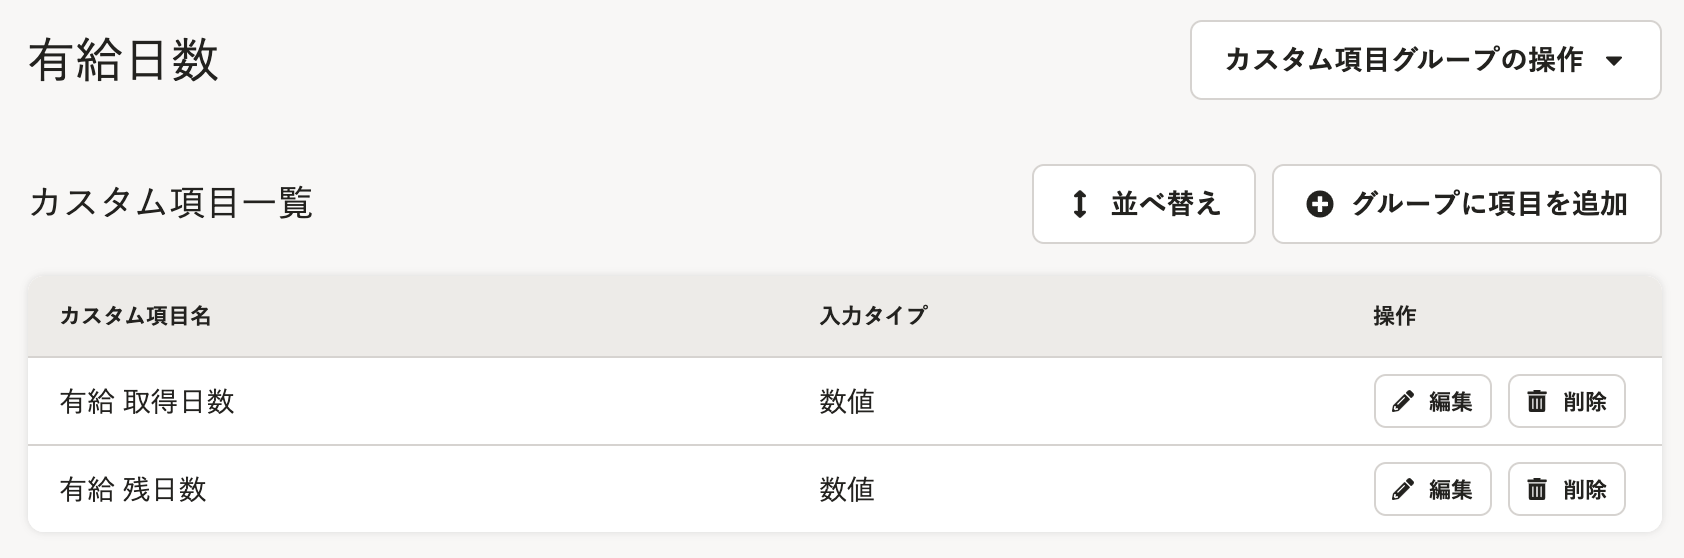 有給日数
カスタム項目グループの操作
カスタム項目一覧
並べ替え
グループに項目を追加
カスタム項目名 入力タイプ 操作
有給 取得日数 数値 編集 削除
有給 残日数 数値 編集 削除